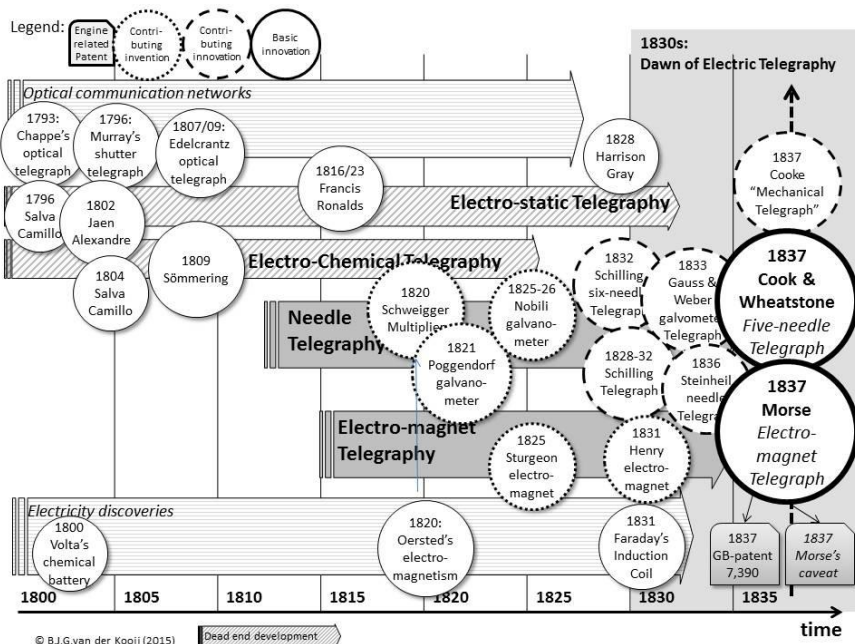 Legend:
Engine
related
Patent
Contri-
buting
invention
Contri-
buting
innovation
Basic
innovation
1830s:
Dawn of Electric Telegraphy
Optical communication networks
1793:
Chappe's
optical
telegraph
1796:
Murray's
shutter
telegraph
1807/09:
Edelcrantz
optical
telegraph
1828
Harrison
Gray
1837
Cooke
"Mechanical
Telegraph"
1816/23
Francis
Ronalds
Electro-static Telegraphy
1796
Salva
Camillo
1802
Jaen
Alexandre
1804
Salva
Camillo
1809
Sömmering
Electro-Chemical Telegraphy
Needle
Telegraphy
1820
Schweigger
Multiplier
1821
Poggendorf
galvano-
meter
1825-26
Nobili
galvano-
meter
1832
Schilling
six-needl
Telegrap
1833
Gauss &
Weber
galvomete
Telegraph
1828-32
Schilling
Telegraph
1836
Steinheil
needle
Telegra
1837
Cook &
Wheatstone
Five-needle
Telegraph
1837
Morse
Electro-
magnet
Telegraph
Electro-magnet
Telegraphy
1825
Sturgeon
electro-
magnet
1831
Henry
electro-
magnet
Electricity discoveries
1800
Volta's
chemical
battery
1820:
Oersted's
electro-
magnetism
1831
Faraday's
Induction
Coil
1837
GB-patent
7,390
1837
Morse's
caveat
1800 1805 1810 1815 1820 1825 1830 1835
time
© B.J.G.van der Kooij (2015)
Dead end development